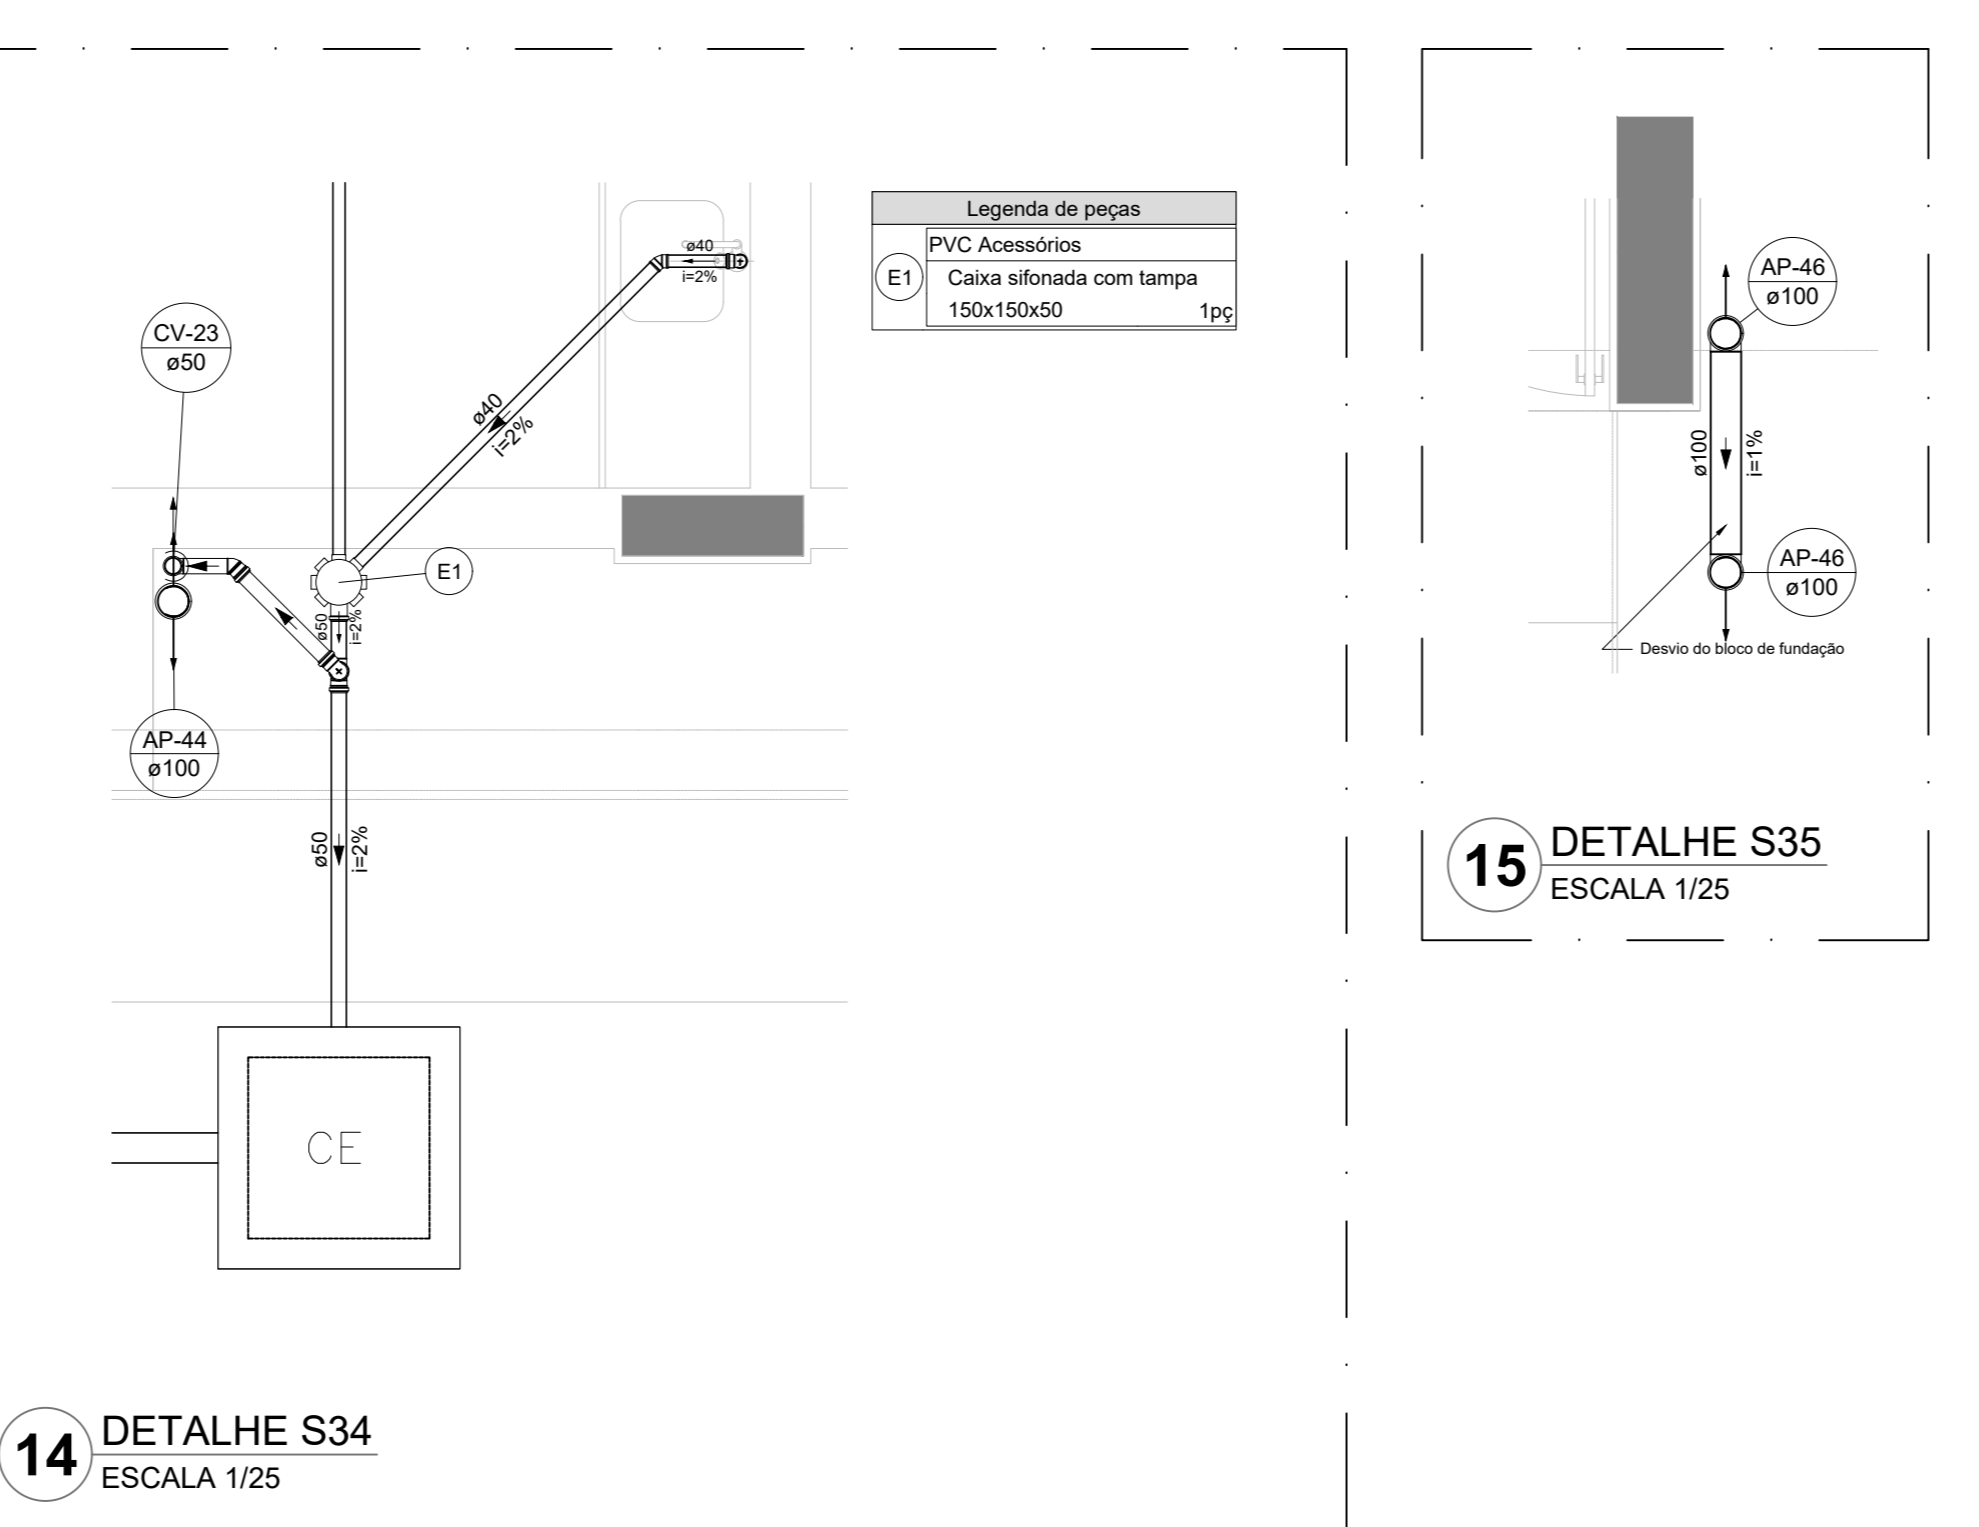 ø40
i=2%
Legenda de peças
E1
PVC Acessórios
Caixa sifonada com tampa
150x150x50 1pç
CV-23
ø50
ø40
i=2%
E1
ø50
i=2%
AP-44
ø100
ø50
i=2%
CE
14
DETALHE S34
ESCALA 1/25
AP-46
ø100
ø100
i=1%
AP-46
ø100
Desvio do bloco de fundação
15
DETALHE S35
ESCALA 1/25